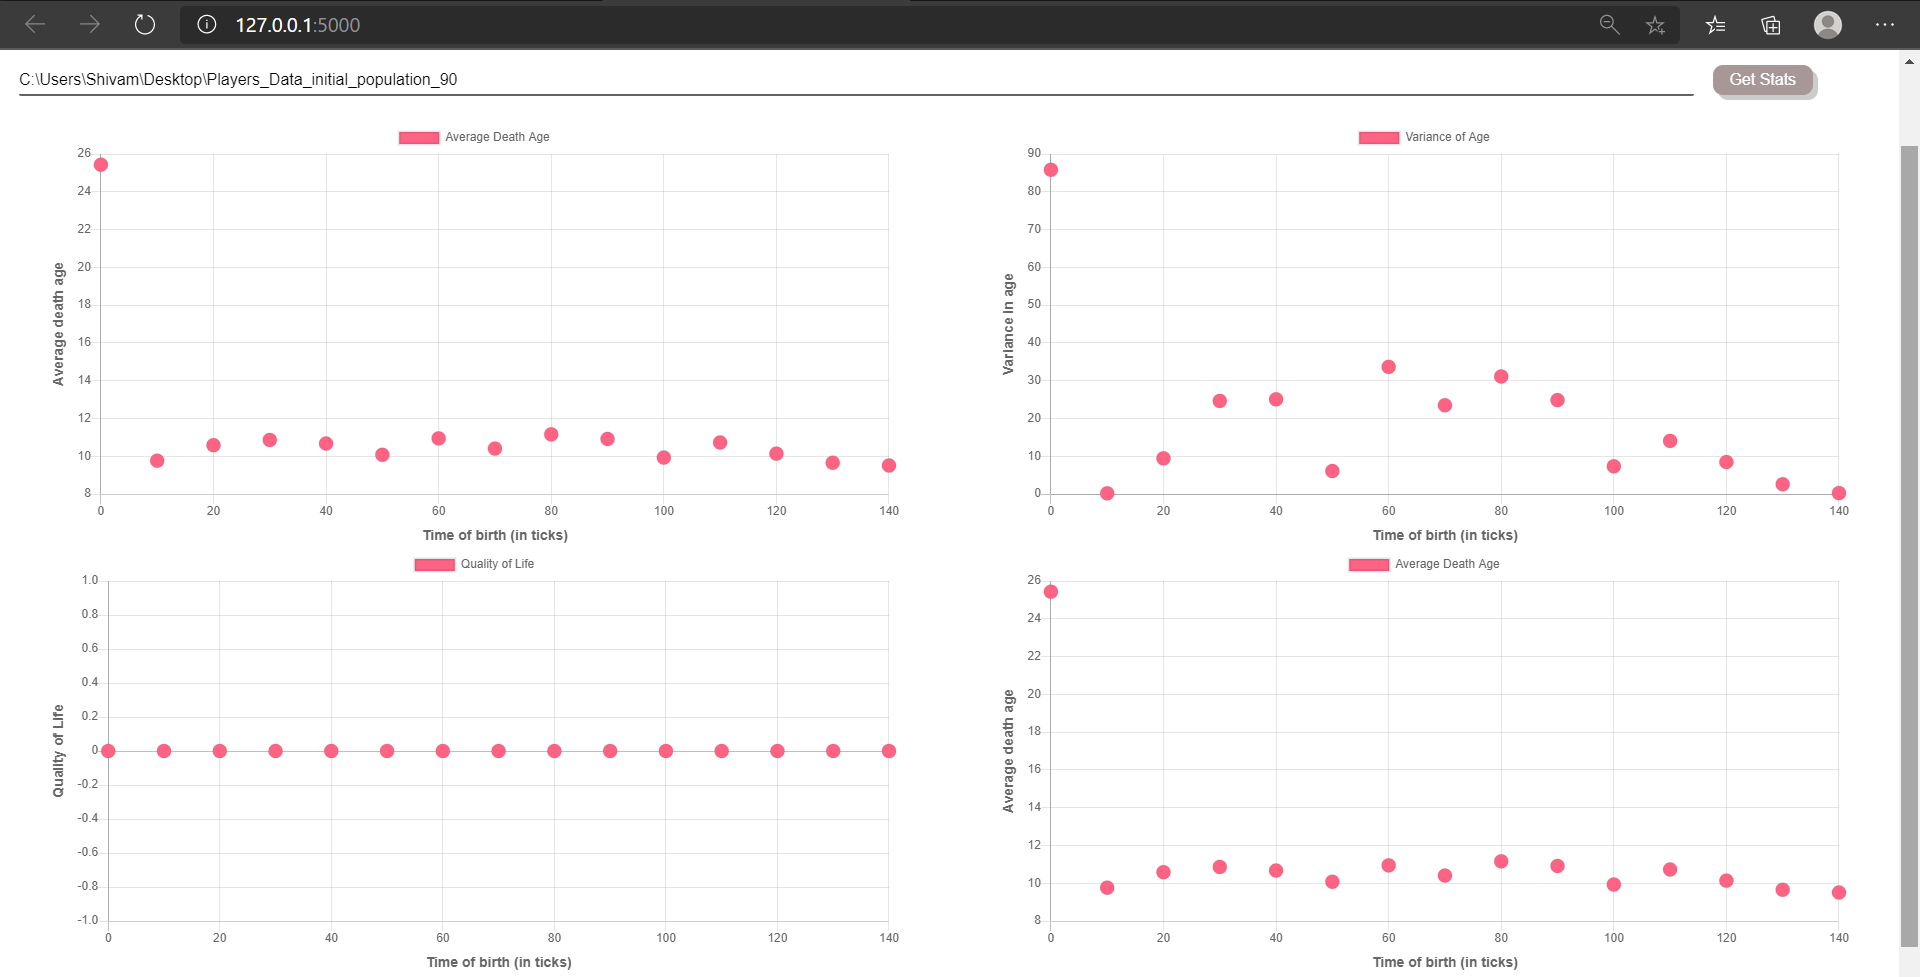 127.0.0.1:5000
C:\Users\Shivam\Desktop\Players_Data_initial_population_90
Get Stats
Average Death Age
26
24
22
20
18
16
14
12
10
8
Average death age
0 20 40 60 80 100 120 140
Time of birth (in ticks)
Variance of Age
90
80
70
60
50
40
30
20
10
0
Variance in age
0 20 40 60 80 100 120 140
Time of birth (in ticks)
Quality of Life
1.0
0.8
0.6
0.4
0.2
0
-0.2
-0.4
-0.6
-0.8
-1.0
Quality of Life
0 20 40 60 80 100 120 140
Time of birth (in ticks)
Average Death Age
26
24
22
20
18
16
14
12
10
8
Average death age
0 20 40 60 80 100 120 140
Time of birth (in ticks)